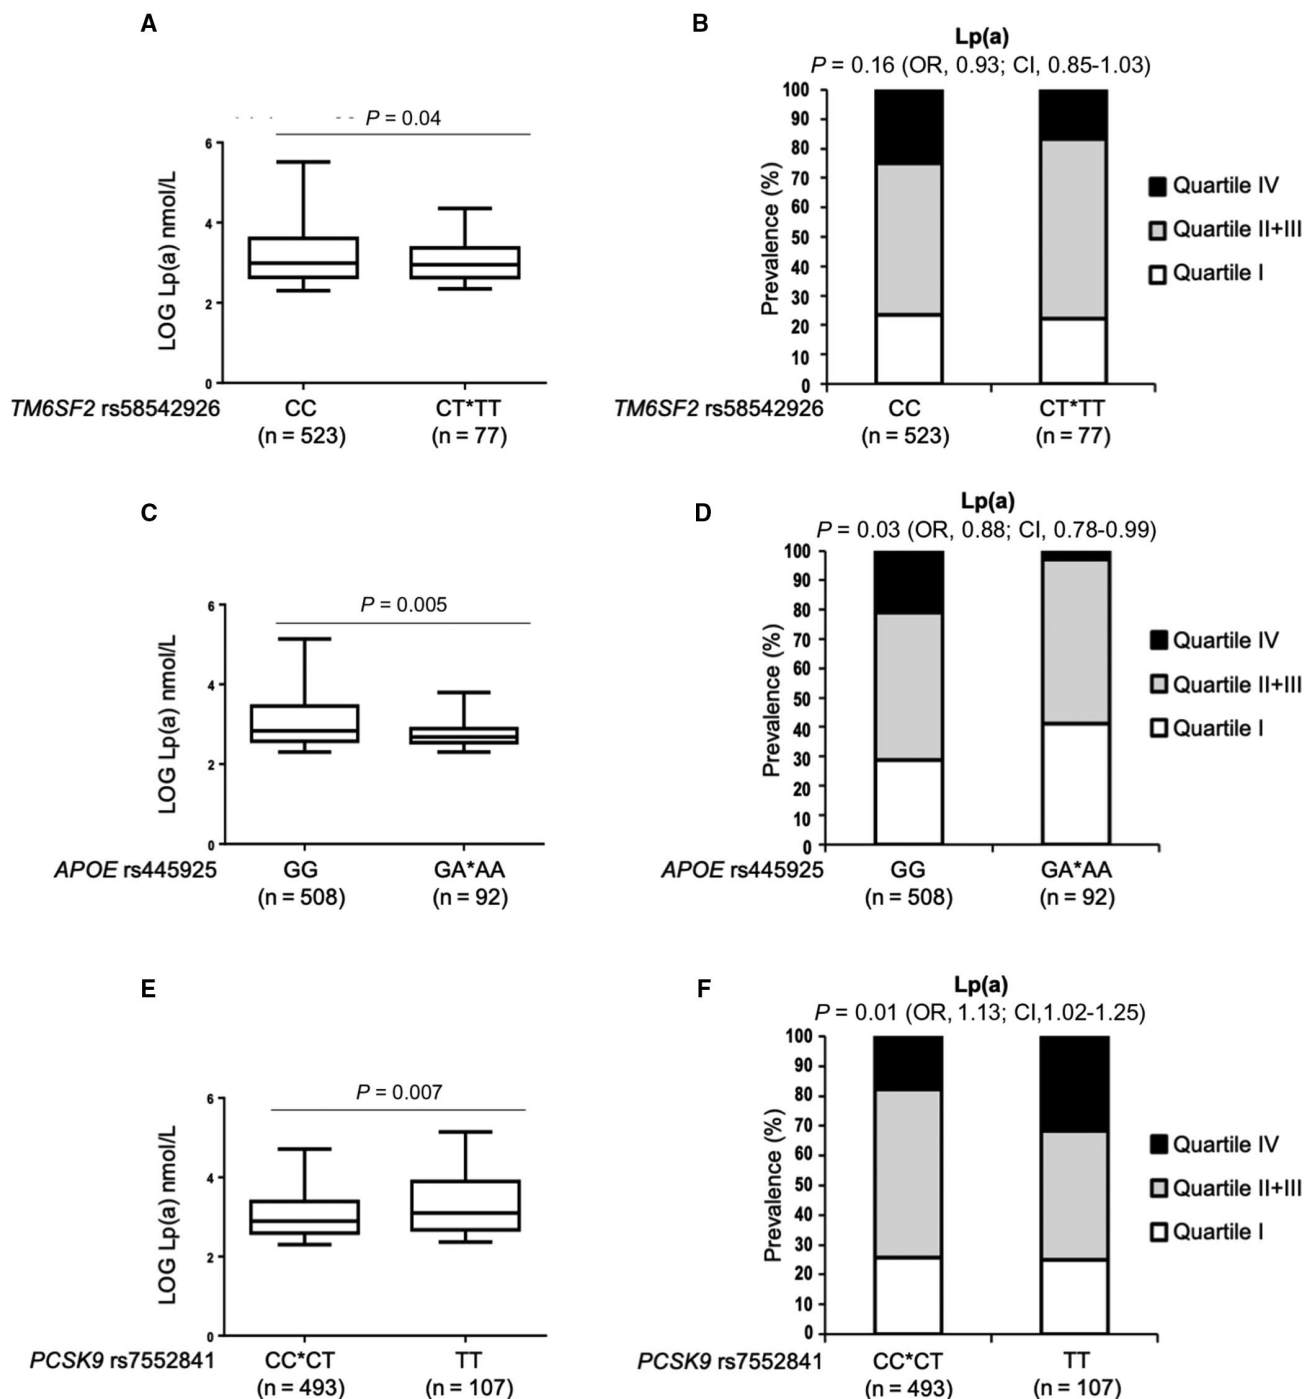 A
P = 0.04
6
4
2
0
LOG Lp(a) nmol/L
TM6SF2 rs58542926
CC
CT*TT
(n = 523)
(n = 77)
B
Lp(a)
P = 0.16 (OR, 0.93; CI, 0.85-1.03)
100
90
80
70
60
50
40
30
20
10
0
Prevalence (%)
Quartile IV
Quartile II+III
Quartile I
TM6SF2 rs58542926
CC
CT*TT
(n = 523)
(n = 77)
C
P = 0.005
6
4
2
0
LOG Lp(a) nmol/L
APOE rs445925
GG
GA*AA
(n = 508)
(n = 92)
D
Lp(a)
P = 0.03 (OR, 0.88; CI, 0.78-0.99)
100
90
80
70
60
50
40
30
20
10
0
Prevalence (%)
Quartile IV
Quartile II+III
Quartile I
APOE rs445925
GG
GA*AA
(n = 508)
(n = 92)
E
P = 0.007
6
4
2
0
LOG Lp(a) nmol/L
PCSK9 rs7552841
CC*CT
TT
(n = 493)
(n = 107)
F
Lp(a)
P = 0.01 (OR, 1.13; CI,1.02-1.25)
100
90
80
70
60
50
40
30
20
10
0
Prevalence (%)
Quartile IV
Quartile II+III
Quartile I
PCSK9 rs7552841
CC*CT
TT
(n = 493)
(n = 107)